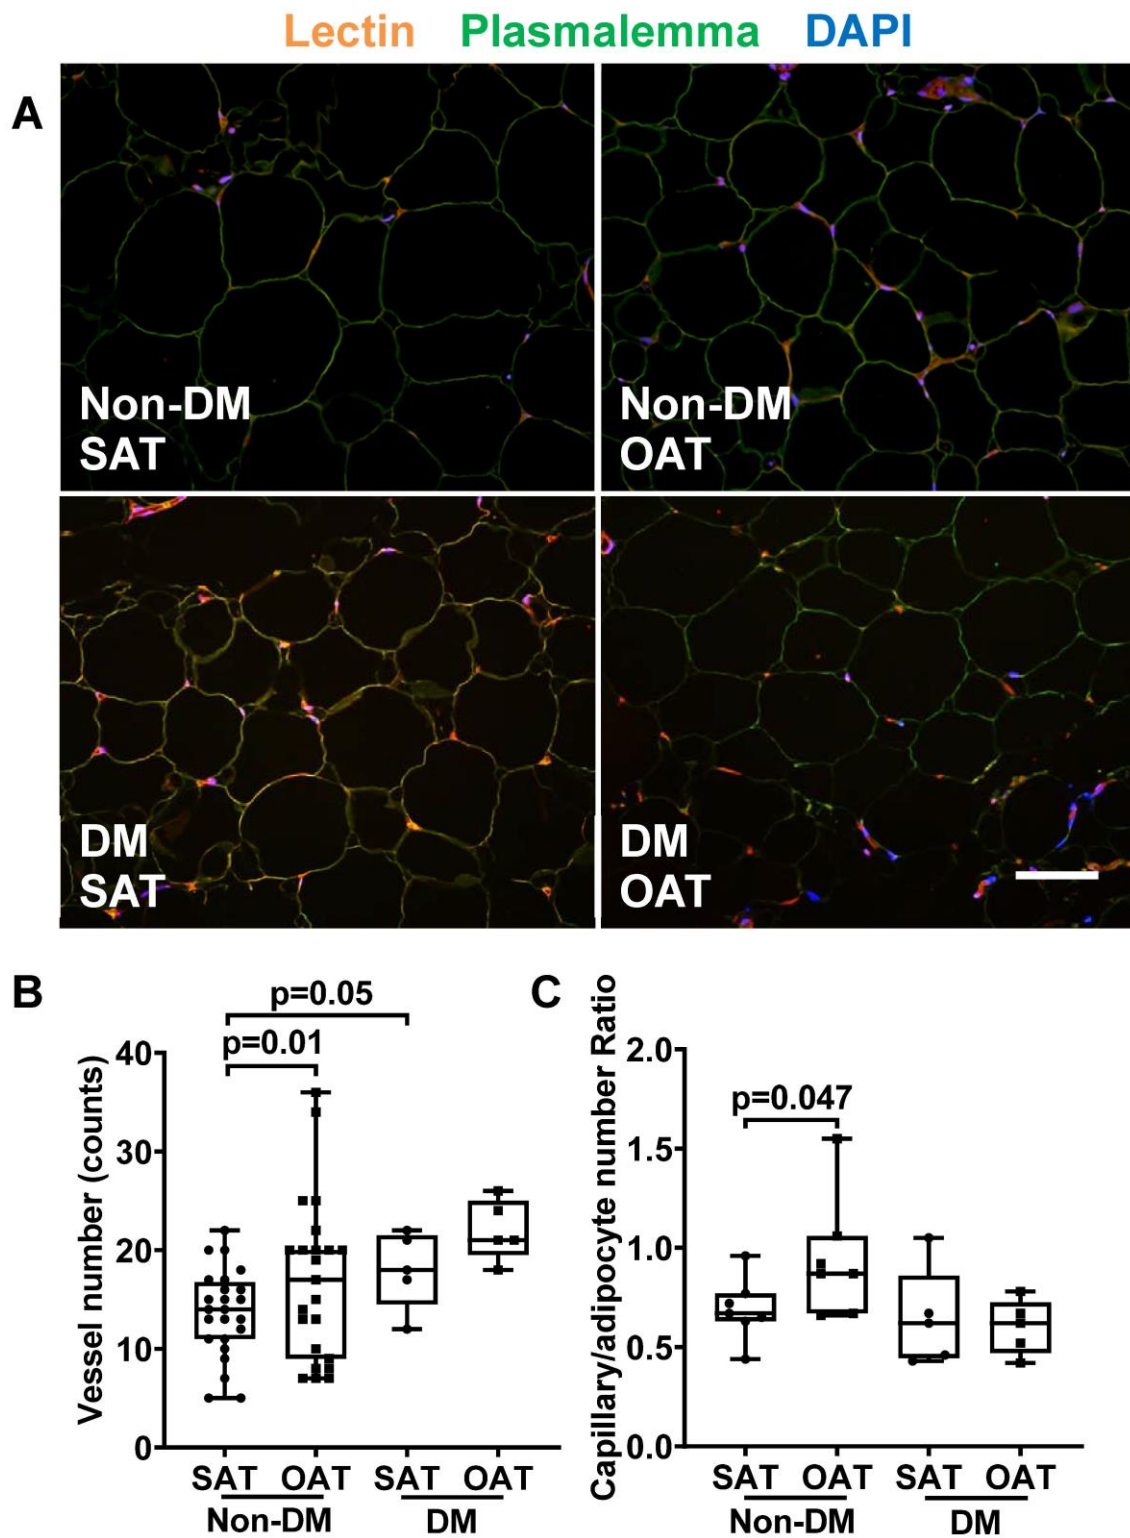 Lectin Plasmalemma DAPI
A
Non-DM
SAT
Non-DM
OAT
DM
SAT
DM
OAT
B
p=0.05
p=0.01
Vessel number (counts)
40
30
20
10
0
SAT OAT SAT OAT
Non-DM DM
C
p=0.047
Capillary/adipocyte number Ratio
2.0
1.5
1.0
0.5
0.0
SAT OAT SAT OAT
Non-DM DM